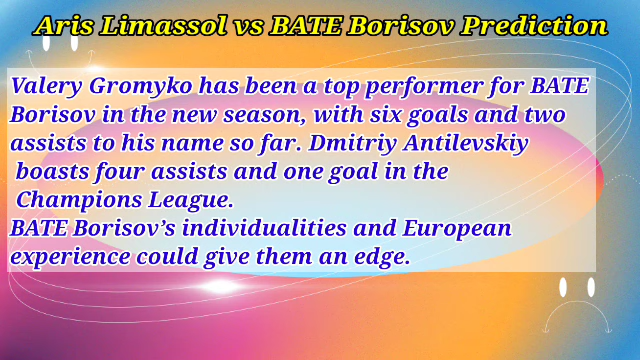 Aris Limassol vs BATE Borisov Prediction
Valery Gromyko has been a top performer for BATE
Borisov in the new season, with six goals and two
assists to his name so far. Dmitriy Antilevskiy
boasts four assists and one goal in the
Champions League.
BATE Borisov’s individualities and European
experience could give them an edge.